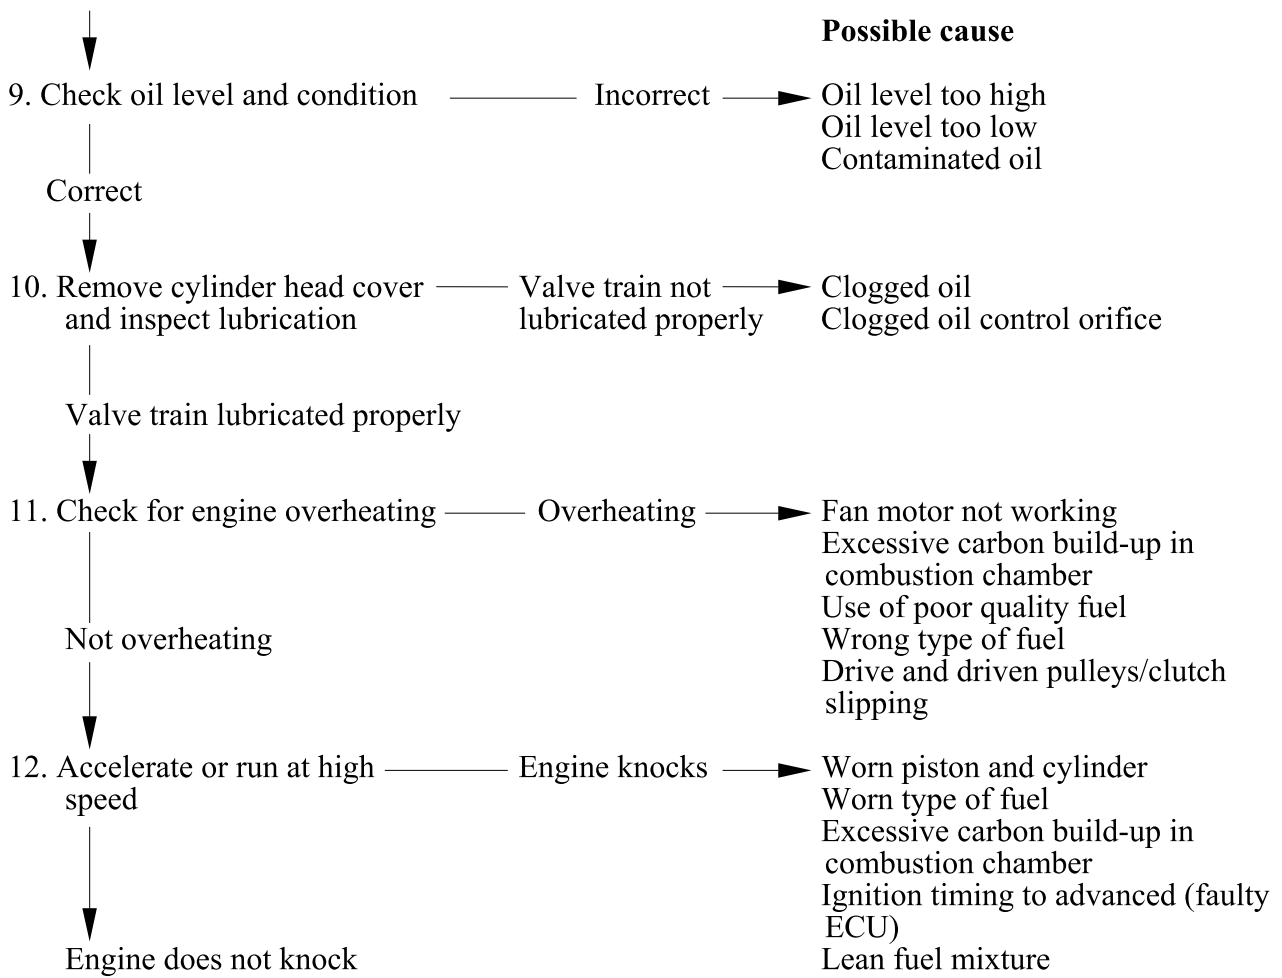 Possible cause
9. Check oil level and condition Incorrect Oil level too high
Oil level too low
Contaminated oil
Correct
10. Remove cylinder head cover Valve train not Clogged oil
and inspect lubrication lubricated properly Clogged oil control orifice
Valve train lubricated properly
11. Check for engine overheating Overheating Fan motor not working
Excessive carbon build-up in
combustion chamber
Use of poor quality fuel
Not overheating Wrong type of fuel
Drive and driven pulleys/clutch
slipping
12. Accelerate or run at high Engine knocks Worn piston and cylinder
speed Worn type of fuel
Excessive carbon build-up in
combustion chamber
Ignition timing to advanced (faulty
ECU)
Engine does not knock Lean fuel mixture